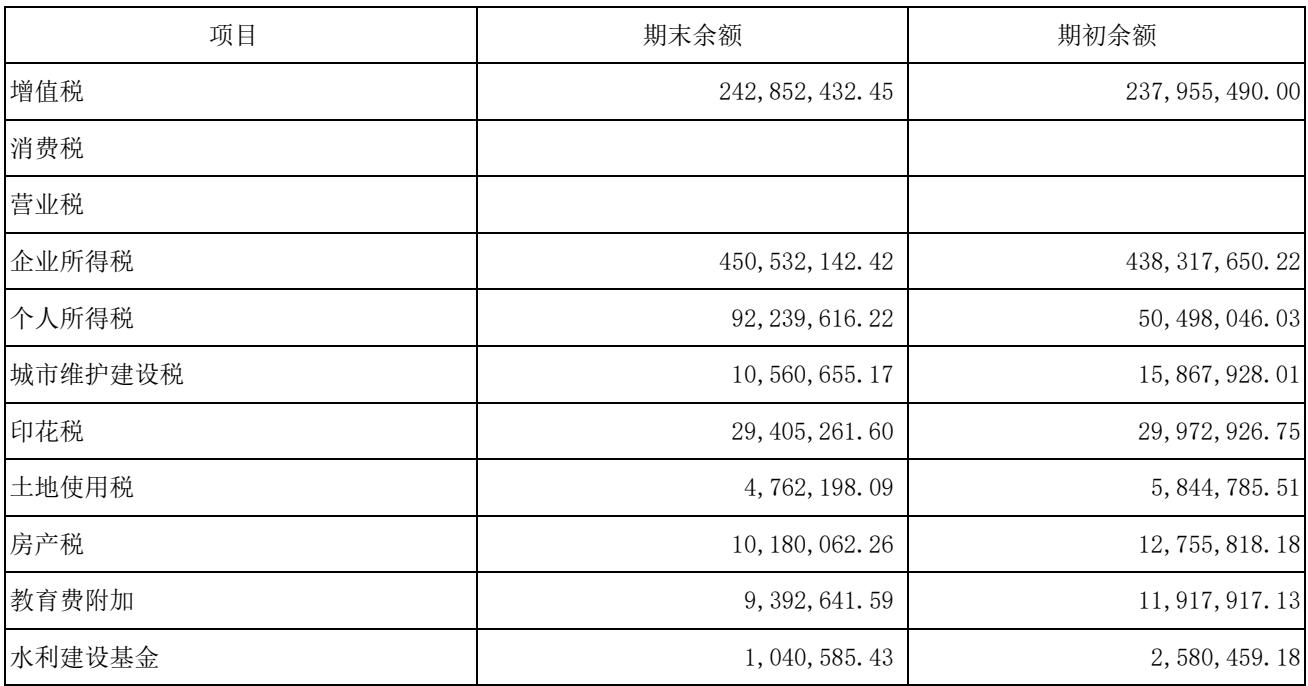 项目 期末余额 期初余额
增值税 242,852,432.45 237,955,490.00
消费税
营业税
企业所得税 450,532,142.42 438,317,650.22
个人所得税 92,239,616.22 50,498,046.03
城市维护建设税 10,560,655.17 15,867,928.01
印花税 29,405,261.60 29,972,926.75
土地使用税 4,762,198.09 5,844,785.51
房产税 10,180,062.26 12,755,818.18
教育费附加 9,392,641.59 11,917,917.13
水利建设基金 1,040,585.43 2,580,459.18